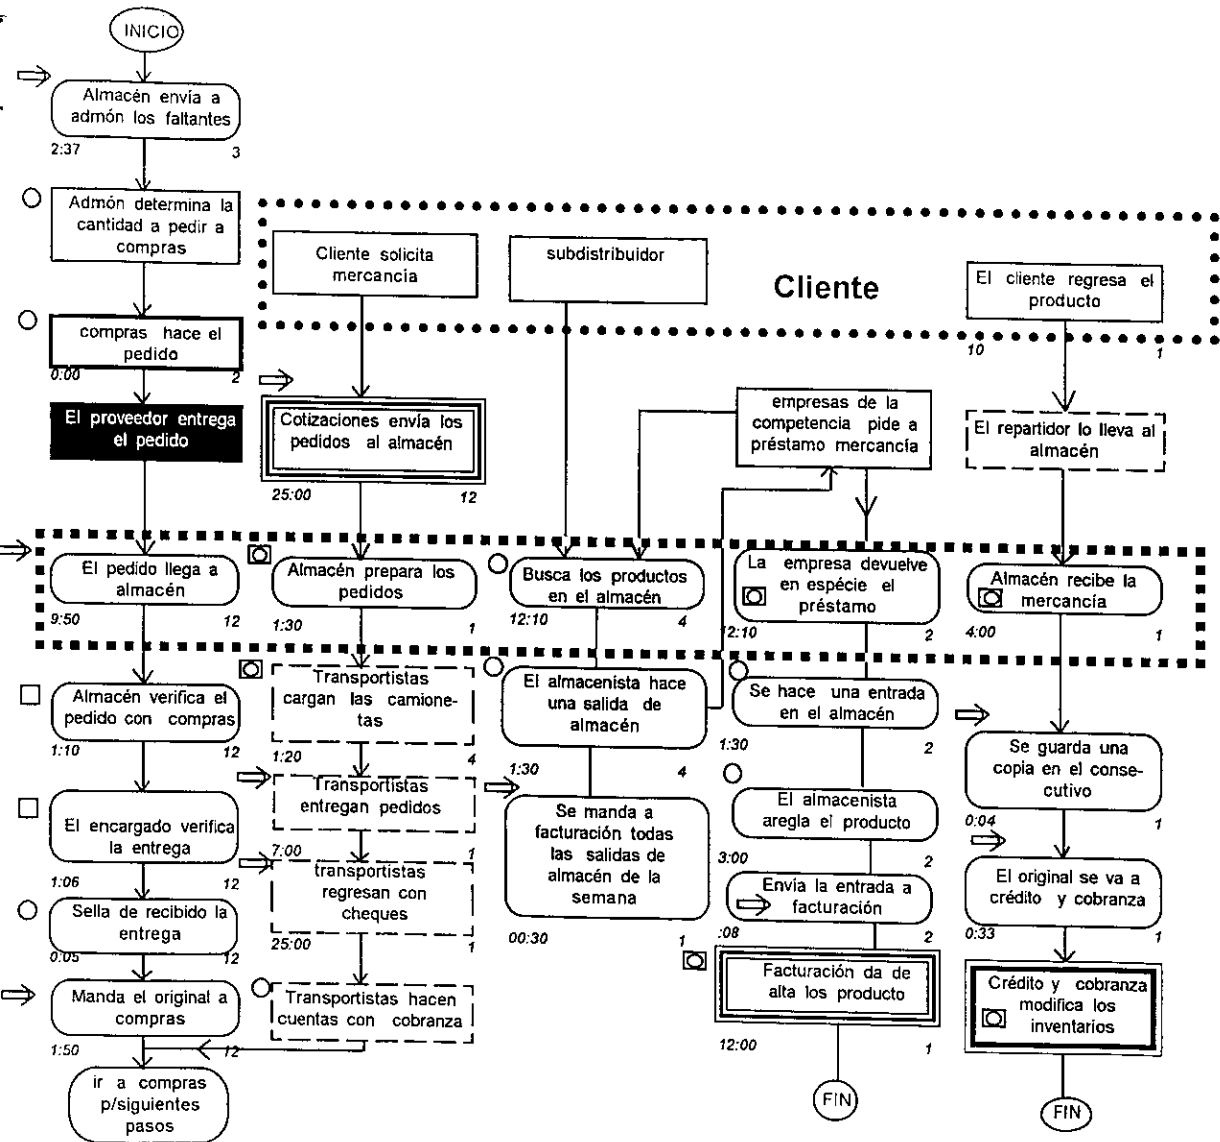 INICIO
Almacén envía a
admón los faltantes
2:37 3
Admón determina la
cantidad a pedir a
compras
compras hace el
pedido
0:00 2
El proveedor entrega
el pedido
El pedido llega a
almacén
9:50 12
Almacén verifica el
pedido con compras
1:10 12
El encargado verifica
la entrega
1:06 12
Sella de recibido la
entrega
0:05 12
Manda el original a
compras
1:50 12
ir a compras
p/siguientes
pasos
Cliente solicita
mercancía
Cotizaciones envía los
pedidos al almacén
25:00 12
Almacén prepara los
pedidos
1:30 1
Transportistas
cargan las camione-
tas
1:20 4
Transportistas
entregan pedidos
7:00 1
transportistas
regresan con
cheques
25:00 1
Transportistas hacen
cuentas con cobranza
subdistribuidor
Busca los productos
en el almacén
12:10 4
El almacenista hace
una salida de
almacén
1:30 4
Se manda a
facturación todas
las salidas de
almacén de la
semana
00:30 1
Cliente
empresas de la
competencia pide a
préstamo mercancía
La empresa devuelve
en espécie el
préstamo
12:10 2
Se hace una entrada
en el almacén
1:30 2
El almacenista
aregla el producto
3:00 2
Envía la entrada a
facturación
:08 2
Facturación da de
alta los producto
12:00 1
FIN
El cliente regresa el
producto
10 1
El repartidor lo lleva al
almacén
Almacén recibe la
mercancía
4:00 1
Se guarda una
copia en el conse-
cutivo
0:04 1
El original se va a
crédito y cobranza
0:33 1
Crédito y cobranza
modifica los
inventarios
FIN